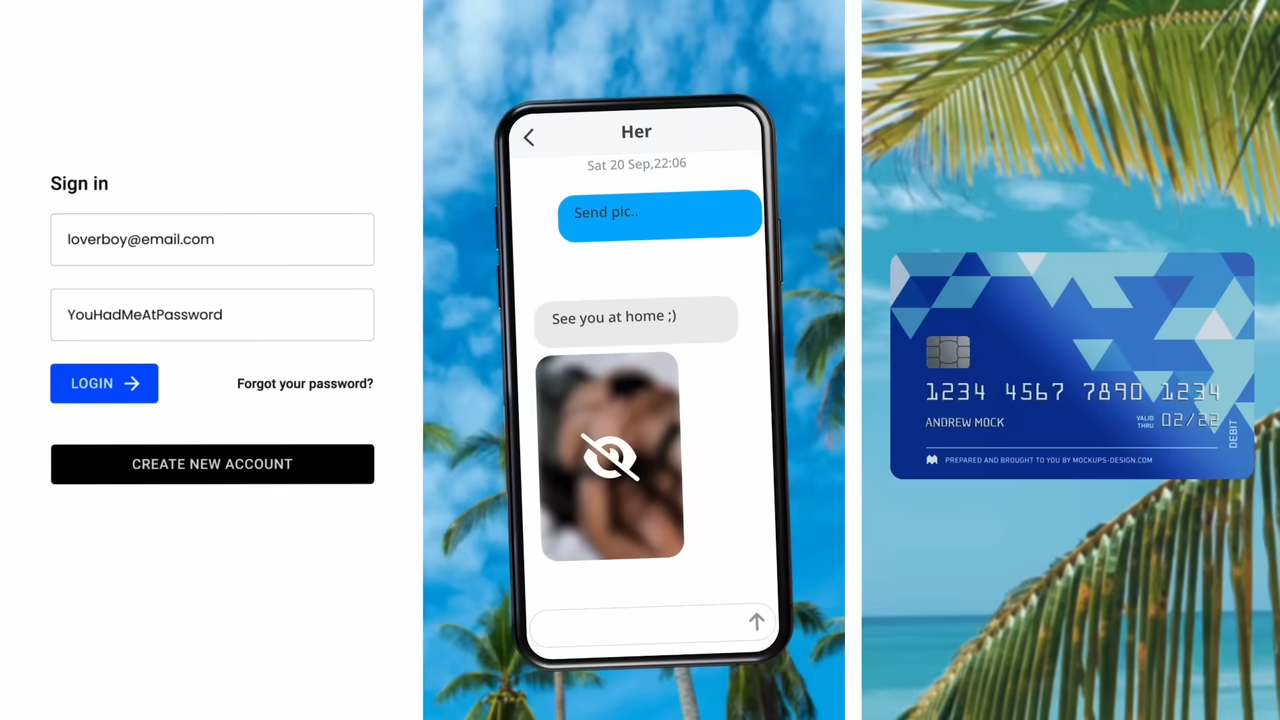 Sign in
loverboy@email.com
YouHadMeAtPassword
LOGIN
Forgot your password?
CREATE NEW ACCOUNT
Her
Sat 20 Sep,22:06
Send pic..
See you at home ;)
1234 4567 7890 1234
ANDREW MOCK
VALID THRU 02/22
DEBIT
PREPARED AND BROUGHT TO YOU BY MOCKUPS-DESIGN.COM